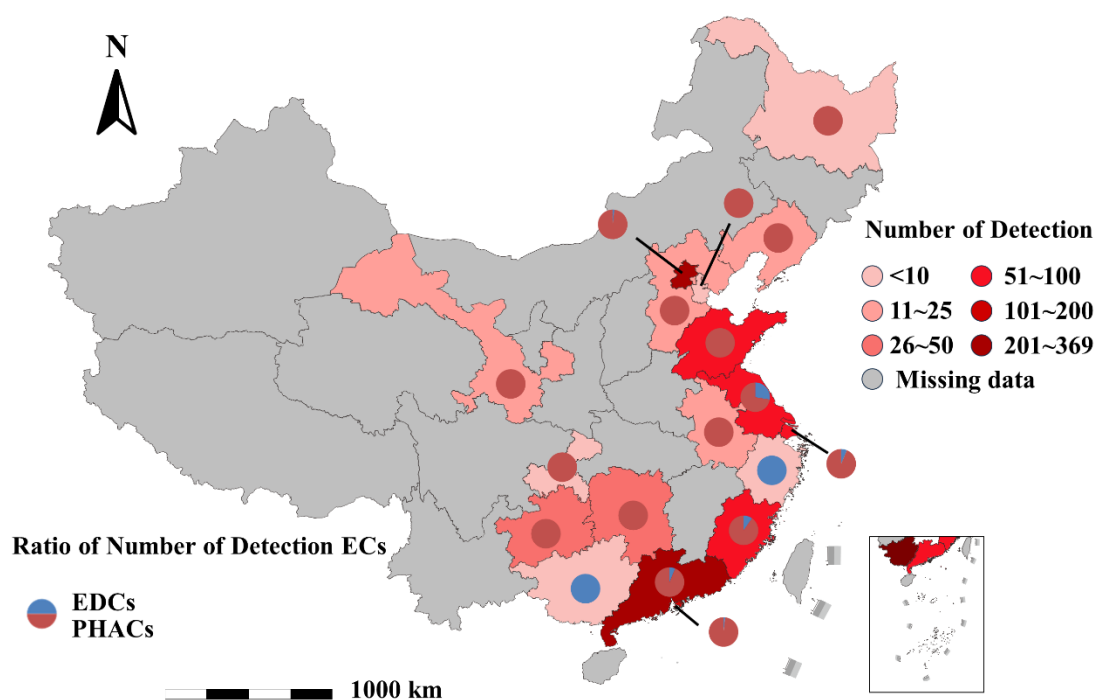 N
Number of Detection
<10
51~100
11~25
101~200
26~50
201~369
Missing data
Ratio of Number of Detection ECs
EDCs
PHACs
1000 km